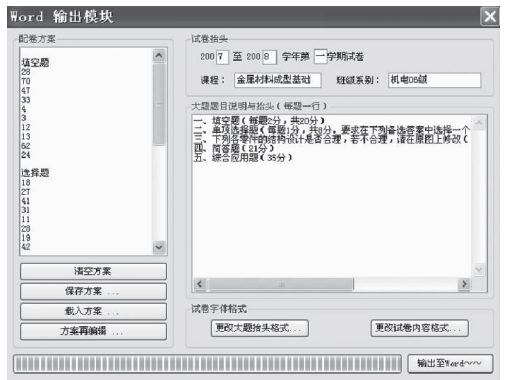 Word 输出模块
配卷方案
填空题
28
70
47
33
4
3
12
13
62
24
选择题
18
27
41
31
11
28
19
42
清空方案
保存方案 ...
载入方案 ...
方案再编缉 ...
试卷抬头
200 7 至 200 8 学年第 一 学期试卷
课程： 金属材料成型基础 班级系别： 机电06级
大题题目说明与抬头（每题一行）
一、填空题（每题2分，共20分）
二、单项选择题（每题1分，共8分。要求在下列备选答案中选择一个
三、下列各零件的结构设计是否合理，若不合理，请在原图上修改（
四、简答题（21分）
五、综合应用题（35分）
试卷字体格式
更改大题抬头格式...
更改试卷内容格式...
输出至Word~~